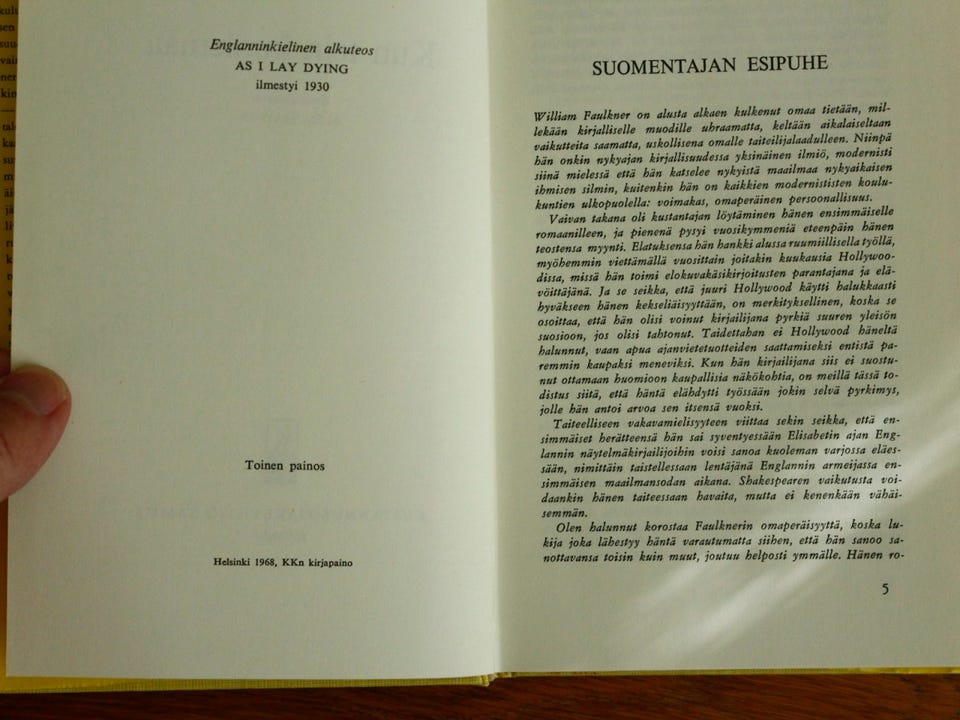 Englanninkielinen alkuteos
AS I LAY DYING
ilmestyi 1930
Toinen painos
Helsinki 1968, KKn kirjapaino
SUOMENTAJAN ESIPUHE
William Faulkner on alusta alkaen kulkenut omaa tietään, mil-
lekään kirjalliselle muodille uhraamatta, keltään aikalaiseltaan
vaikutteita saamatta, uskollisena omalle taiteilijalaadulleen. Niinpä
hän onkin nykyajan kirjallisuudessa yksinäinen ilmiö, modernisti
siinä mielessä että hän katselee nykyistä maailmaa nykyaikaisen
ihmisen silmin, kuitenkin hän on kaikkien modernististen koulu-
kuntien ulkopuolella: voimakas, omaperäinen persoonallisuus.
Vaivan takana oli kustantajan löytäminen hänen ensimmäiselle
romaanilleen, ja pienenä pysyi vuosikymmeniä eteenpäin hänen
teostensa myynti. Elatuksensa hän hankki alussa ruumiillisella työllä,
myöhemmin viettämällä vuosittain joitakin kuukausia Hollywoo-
dissa, missä hän toimi elokuvakäsikirjoitusten parantajana ja elä-
vöittäjänä. Ja se seikka, että juuri Hollywood käytti halukkaasti
hyväkseen hänen kekseliäisyyttään, on merkityksellinen, koska se
osoittaa, että hän olisi voinut kirjailijana pyrkiä suuren yleisön
suosioon, jos olisi tahtonut. Taidettahan ei Hollywood häneltä
halunnut, vaan apua ajanvietetuotteiden saattamiseksi entistä pa-
remmin kaupaksi meneviksi. Kun hän kirjailijana siis ei suostu-
nut ottamaan huomioon kaupallisia näkökohtia, on meillä tässä to-
distus siitä, että häntä elähdytti työssään jokin selvä pyrkimys,
jolle hän antoi arvoa sen itsensä vuoksi.
Taiteelliseen vakavamielisyyteen viittaa sekin seikka, että en-
simmäiset herätteensä hän sai syventyessään Elisabetin ajan Eng-
lannin näytelmäkirjailijoihin voisi sanoa kuoleman varjossa eläes-
sään, nimittäin taistellessaan lentäjänä Englannin armeijassa en-
simmäisen maailmansodan aikana. Shakespearen vaikutusta voi-
daankin hänen taiteessaan havaita, mutta ei kenenkään vähäi-
semmän.
Olen halunnut korostaa Faulknerin omaperäisyyttä, koska lu-
kija joka lähestyy häntä varautumatta siihen, että hän sanoo sa-
nottavansa toisin kuin muut, joutuu helposti ymmälle. Hänen ro-
5